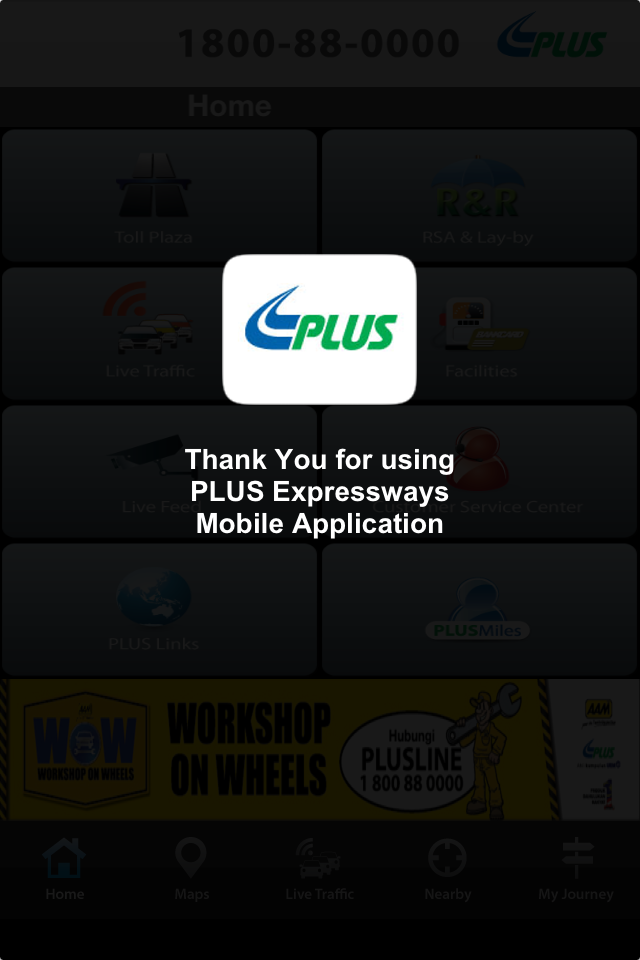 1800-88-0000 PLUS
Home
Toll Plaza
R&R
RSA & Lay-by
PLUS
Live Traffic
Facilities
Thank You for using
PLUS Expressways
Mobile Application
Live Feed
Customer Service Center
PLUS Links
PLUSMiles
WOW
WORKSHOP ON WHEELS
WORKSHOP
ON WHEELS
Hubungi
PLUSLINE
1 800 88 0000
AAM
PLUS
Home
Maps
Live Traffic
Nearby
My Journey